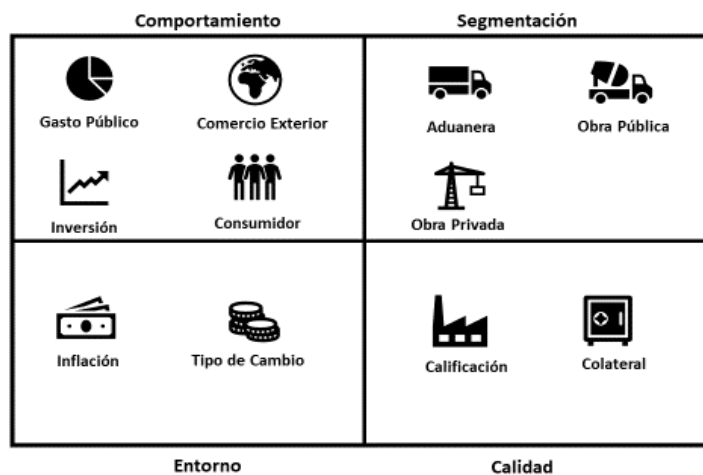 Comportamiento
Segmentación
Gasto Público
Comercio Exterior
Aduanera
Obra Pública
Inversión
Consumidor
Obra Privada
Inflación
Tipo de Cambio
Calificación
Colateral
Entorno
Calidad